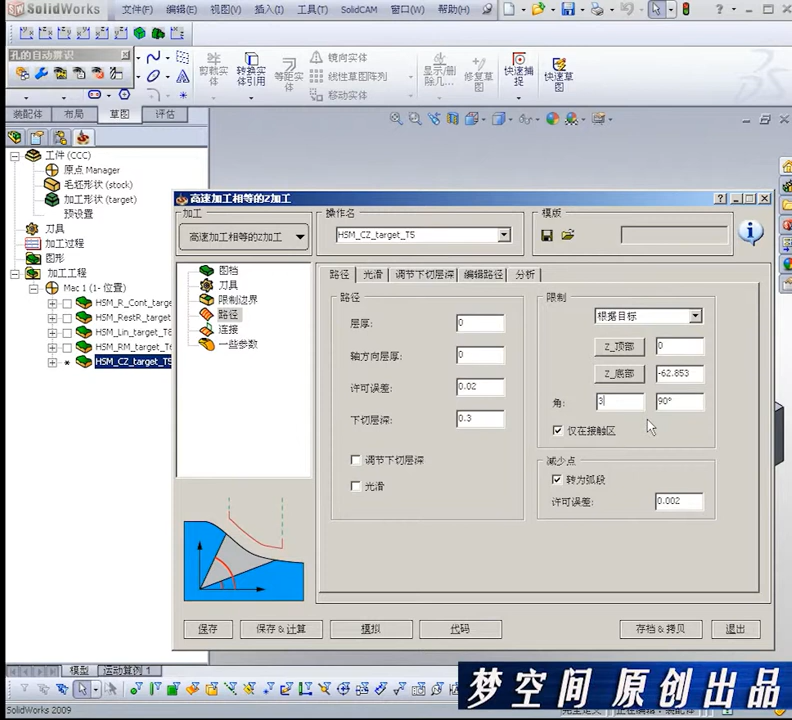 SolidWorks 文件(F) 编辑(E) 视图(V) 插入(I) 工具(T) SolidCAM 窗口(W) 帮助(H)
孔的自动辨识
剪裁实体 转换实体引用 等距实体 镜向实体 线性草图阵列 移动实体 显示/删除几... 修复草图 快速捕捉 快速草图
装配体 布局 草图 评估
工件 (CCC)
原点 Manager
毛坯形状 (stock)
加工形状 (target)
预设置
刀具
加工过程
图形
加工工程
Mac 1 (1- 位置)
HSM_R_Cont_targe
HSM_RestR_target
HSM_Lin_target_T8
HSM_RM_target_T6
HSM_CZ_target_T5
高速加工相等的Z加工
加工 操作名 模版
高速加工相等的Z加工 HSM_CZ_target_T5
图档
刀具
限制边界
路径
连接
一些参数
路径 光滑 调节下切层深 编辑路径 分析
路径
层厚: 0
轴方向层厚: 0
许可误差: 0.02
下切层深: 0.3
调节下切层深
光滑
限制
根据目标
Z_顶部 0
Z_底部 -62.853
角: 3 90°
仅在接触区
减少点
转为弧段
许可误差: 0.002
保存 保存 & 计算 模拟 代码 存档 & 拷贝 退出
模型 运动算例 1
SolidWorks 2009
梦空间 原创出品